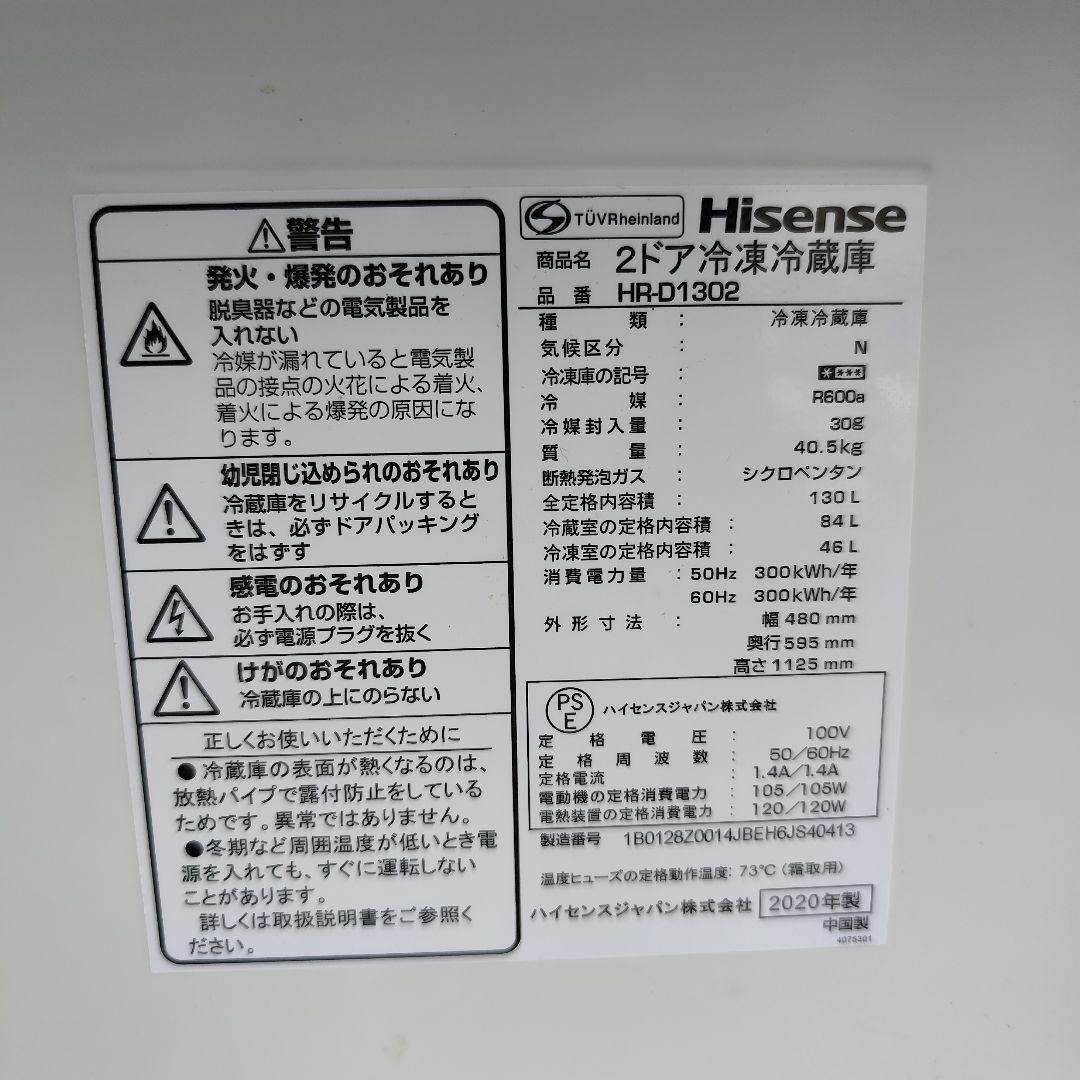 ⚠警告
発火・爆発のおそれあり
脱臭器などの電気製品を
入れない
冷媒が漏れていると電気製
品の接点の火花による着火、
着火による爆発の原因にな
ります。
幼児閉じ込められのおそれあり
冷蔵庫をリサイクルすると
きは、必ずドアパッキング
をはずす
感電のおそれあり
お手入れの際は、
必ず電源プラグを抜く
けがのおそれあり
冷蔵庫の上にのらない
正しくお使いいただくために
●冷蔵庫の表面が熱くなるのは、
放熱パイプで露付防止をしている
ためです。異常ではありません。
●冬期など周囲温度が低いとき電
源を入れても、すぐに運転しない
ことがあります。
詳しくは取扱説明書をご参照く
ださい。
TÜVRheinland Hisense
商品名 2ドア冷凍冷蔵庫
品番 HR-D1302
種類 : 冷凍冷蔵庫
気候区分 : N
冷凍庫の記号 : ****
冷媒 : R600a
冷媒封入量 : 30g
質量 : 40.5kg
断熱発泡ガス : シクロペンタン
全定格内容積 : 130L
冷蔵室の定格内容積 : 84L
冷凍室の定格内容積 : 46L
消費電力量 : 50Hz 300kWh/年
60Hz 300kWh/年
外形寸法 : 幅480mm
奥行595mm
高さ1125mm
PSE ハイセンスジャパン株式会社
定格電圧 : 100V
定格周波数 : 50/60Hz
定格電流 : 1.4A/1.4A
電動機の定格消費電力 : 105/105W
電熱装置の定格消費電力 : 120/120W
製造番号 1B0128Z0014JBEH6JS40413
温度ヒューズの定格動作温度: 73℃(霜取用)
ハイセンスジャパン株式会社 2020年製
中国製
4075301